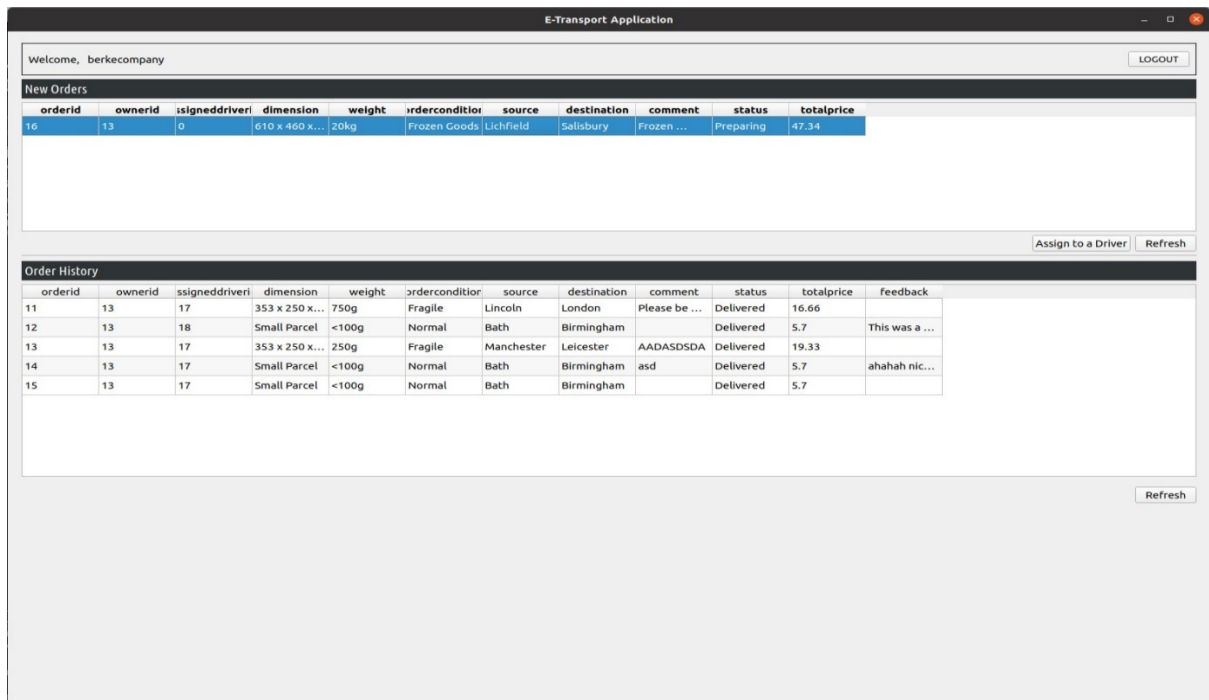 E-Transport Application
Welcome, berkecompany LOGOUT
New Orders
orderid ownerid ssigneddriveri dimension weight ordercondition source destination comment status totalprice
16 13 0 610 x 460 x... 20kg Frozen Goods Lichfield Salisbury Frozen ... Preparing 47.34
Assign to a Driver Refresh
Order History
orderid ownerid ssigneddriveri dimension weight ordercondition source destination comment status totalprice feedback
11 13 17 353 x 250 x... 750g Fragile Lincoln London Please be ... Delivered 16.66
12 13 18 Small Parcel <100g Normal Bath Birmingham Delivered 5.7 This was a ...
13 13 17 353 x 250 x... 250g Fragile Manchester Leicester AADASDSDA Delivered 19.33
14 13 17 Small Parcel <100g Normal Bath Birmingham asd Delivered 5.7 ahahah nic...
15 13 17 Small Parcel <100g Normal Bath Birmingham Delivered 5.7
Refresh